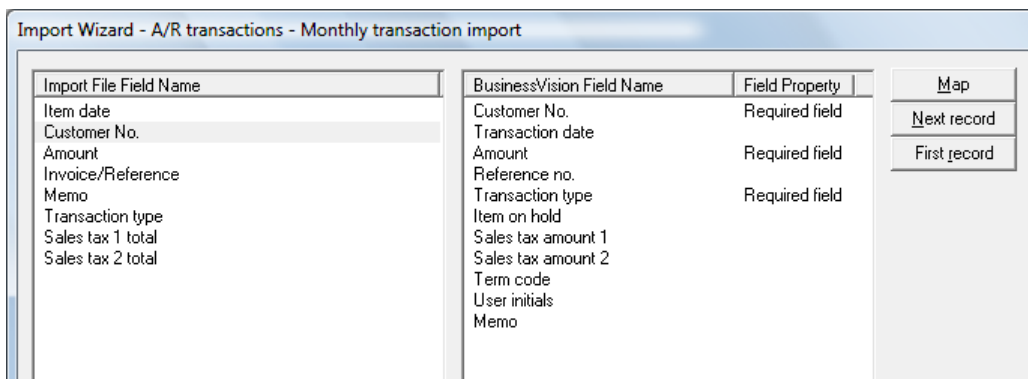 Import Wizard - A/R transactions - Monthly transaction import
Import File Field Name
Item date
Customer No.
Amount
Invoice/Reference
Memo
Transaction type
Sales tax 1 total
Sales tax 2 total
BusinessVision Field Name Field Property
Customer No. Required field
Transaction date
Amount Required field
Reference no.
Transaction type Required field
Item on hold
Sales tax amount 1
Sales tax amount 2
Term code
User initials
Memo
Map
Next record
First record